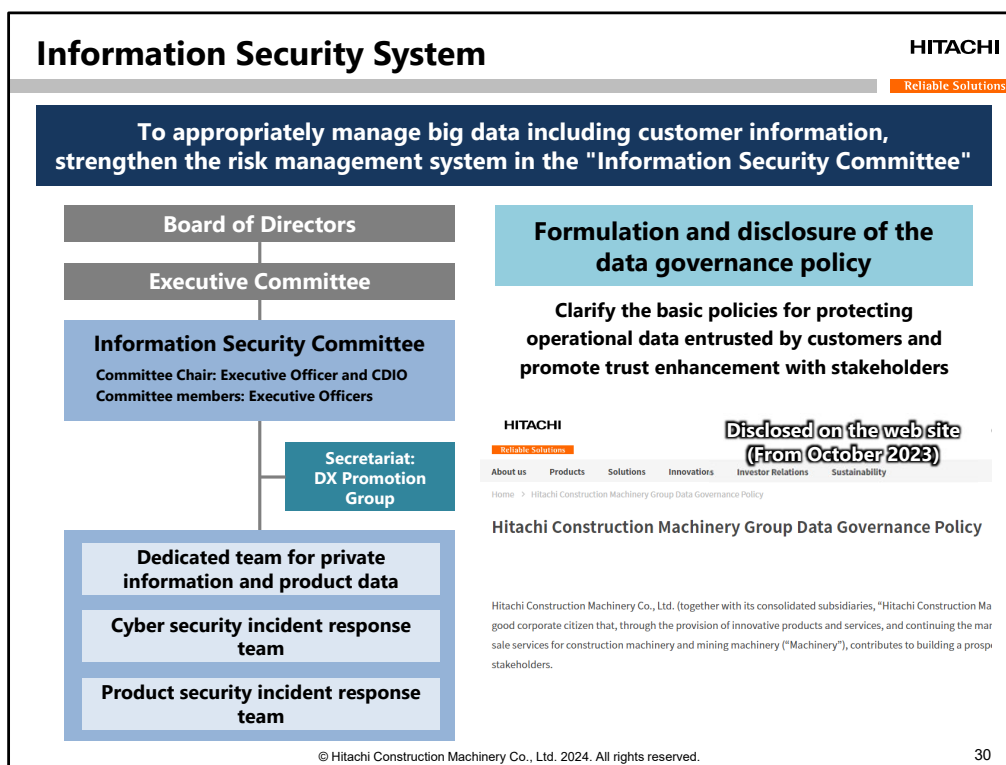 Information Security System
HITACHI
Reliable Solutions
To appropriately manage big data including customer information,
strengthen the risk management system in the "Information Security Committee"
Board of Directors
Executive Committee
Information Security Committee
Committee Chair: Executive Officer and CDIO
Committee members: Executive Officers
Secretariat:
DX Promotion
Group
Dedicated team for private
information and product data
Cyber security incident response
team
Product security incident response
team
Formulation and disclosure of the
data governance policy
Clarify the basic policies for protecting
operational data entrusted by customers and
promote trust enhancement with stakeholders
HITACHI
Reliable Solutions
Disclosed on the web site
(From October 2023)
About us Products Solutions Innovations Investor Relations Sustainability
Home > Hitachi Construction Machinery Group Data Governance Policy
Hitachi Construction Machinery Group Data Governance Policy
Hitachi Construction Machinery Co., Ltd. (together with its consolidated subsidiaries, "Hitachi Construction Ma
good corporate citizen that, through the provision of innovative products and services, and continuing the
sale services for construction machinery and mining machinery ("Machinery"), contributes to building a
stakeholders.
© Hitachi Construction Machinery Co., Ltd. 2024. All rights reserved.
30